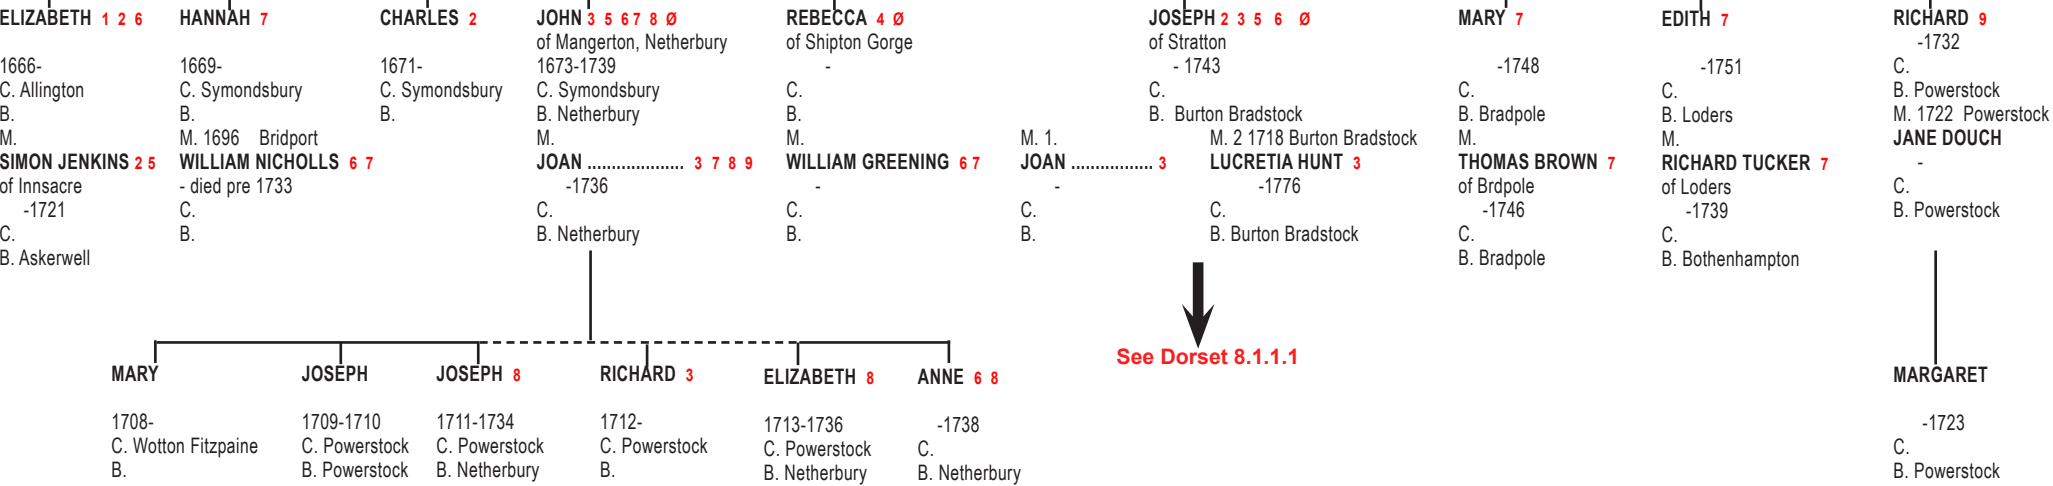 ELIZABETH 1 2 6
1666-
C. Allington
B.
M.
SIMON JENKINS 2 5
of Innsacre
-1721
C.
B. Askerwell
HANNAH 7
1669-
C. Symondsbury
B.
M. 1696 Bridport
WILLIAM NICHOLLS 6 7
- died pre 1733
C.
B.
CHARLES 2
1671-
C. Symondsbury
B.
JOHN 3 5 6 7 8 Ø
of Mangerton, Netherbury
1673-1739
C. Symondsbury
B. Netherbury
M.
JOAN .................... 3 7 8 9
-1736
C.
B. Netherbury
REBECCA 4 Ø
of Shipton Gorge
-
C.
B.
M.
WILLIAM GREENING 6 7
-
C.
B.
JOSEPH 2 3 5 6 Ø
of Stratton
- 1743
C.
B. Burton Bradstock
M. 1.
JOAN ................. 3
-
C.
B.
M. 2 1718 Burton Bradstock
LUCRETIA HUNT 3
-1776
C.
B. Burton Bradstock
See Dorset 8.1.1.1
MARY 7
-1748
C.
B. Bradpole
M.
THOMAS BROWN 7
of Brdpole
-1746
C.
B. Bradpole
EDITH 7
-1751
C.
B. Loders
M.
RICHARD TUCKER 7
of Loders
-1739
C.
B. Bothenhampton
RICHARD 9
-1732
C.
B. Powerstock
M. 1722 Powerstock
JANE DOUCH
-
C.
B. Powerstock
MARY
1708-
C. Wotton Fitzpaine
B.
JOSEPH
1709-1710
C. Powerstock
B. Powerstock
JOSEPH 8
1711-1734
C. Powerstock
B. Netherbury
RICHARD 3
1712-
C. Powerstock
B.
ELIZABETH 8
1713-1736
C. Powerstock
B. Netherbury
ANNE 6 8
-1738
C.
B. Netherbury
MARGARET
-1723
C.
B. Powerstock